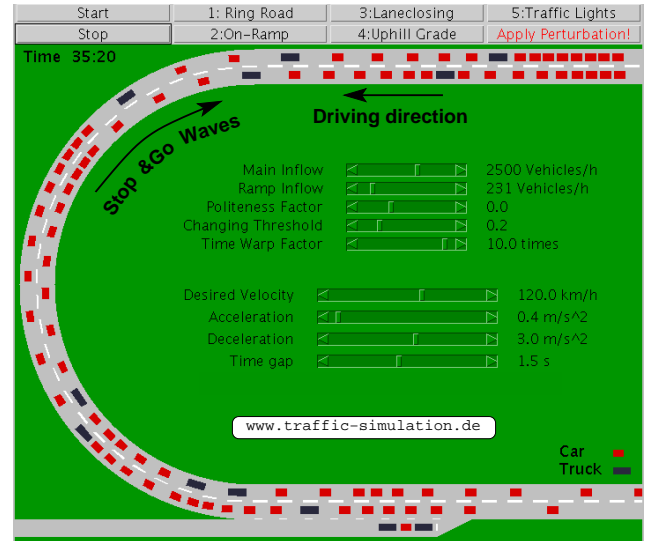 Start 1: Ring Road 3:Laneclosing 5:Traffic Lights
Stop 2:On-Ramp 4:Uphill Grade Apply Perturbation!
Time 35:20
Driving direction
Stop &Go Waves
Main Inflow 2500 Vehicles/h
Ramp Inflow 231 Vehicles/h
Politeness Factor 0.0
Changing Threshold 0.2
Time Warp Factor 10.0 times
Desired Velocity 120.0 km/h
Acceleration 0.4 m/s^2
Deceleration 3.0 m/s^2
Time gap 1.5 s
www.traffic-simulation.de
Car
Truck